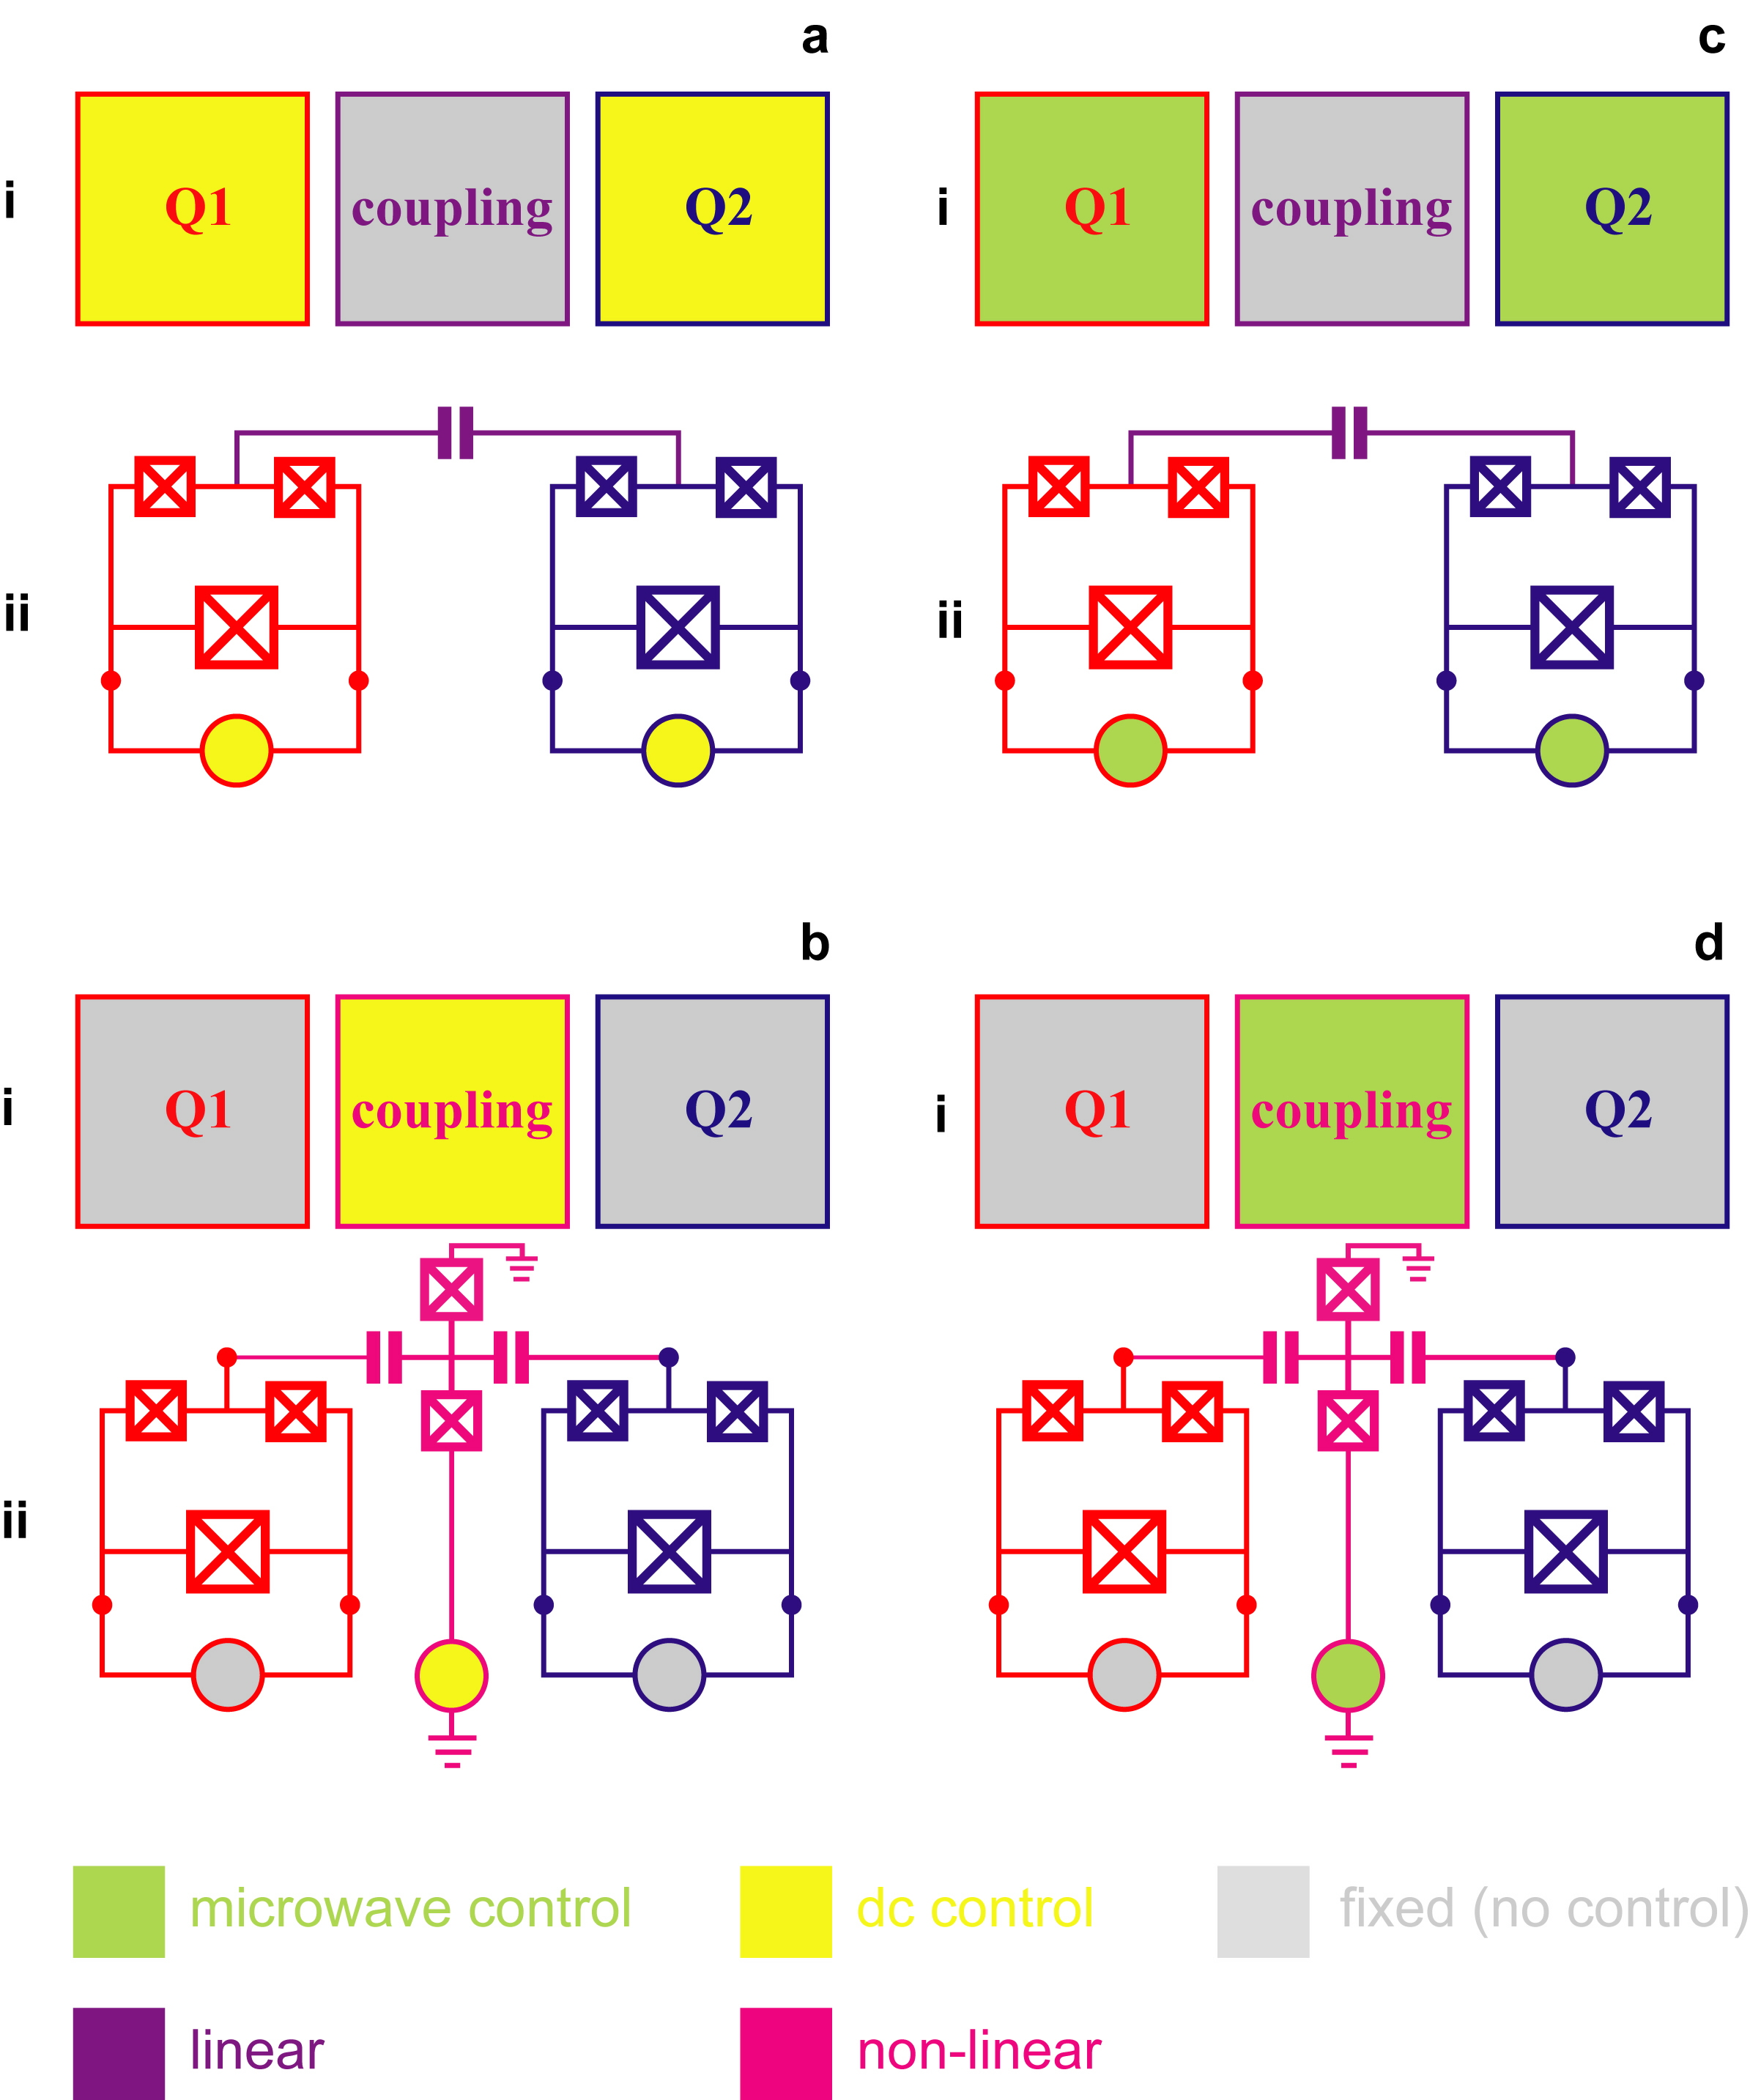 a
c
i
Q1 coupling Q2
i
Q1 coupling Q2
ii
ii
b
d
i
Q1 coupling Q2
i
Q1 coupling Q2
ii
microwave control
dc control
fixed (no control)
linear
non-linear